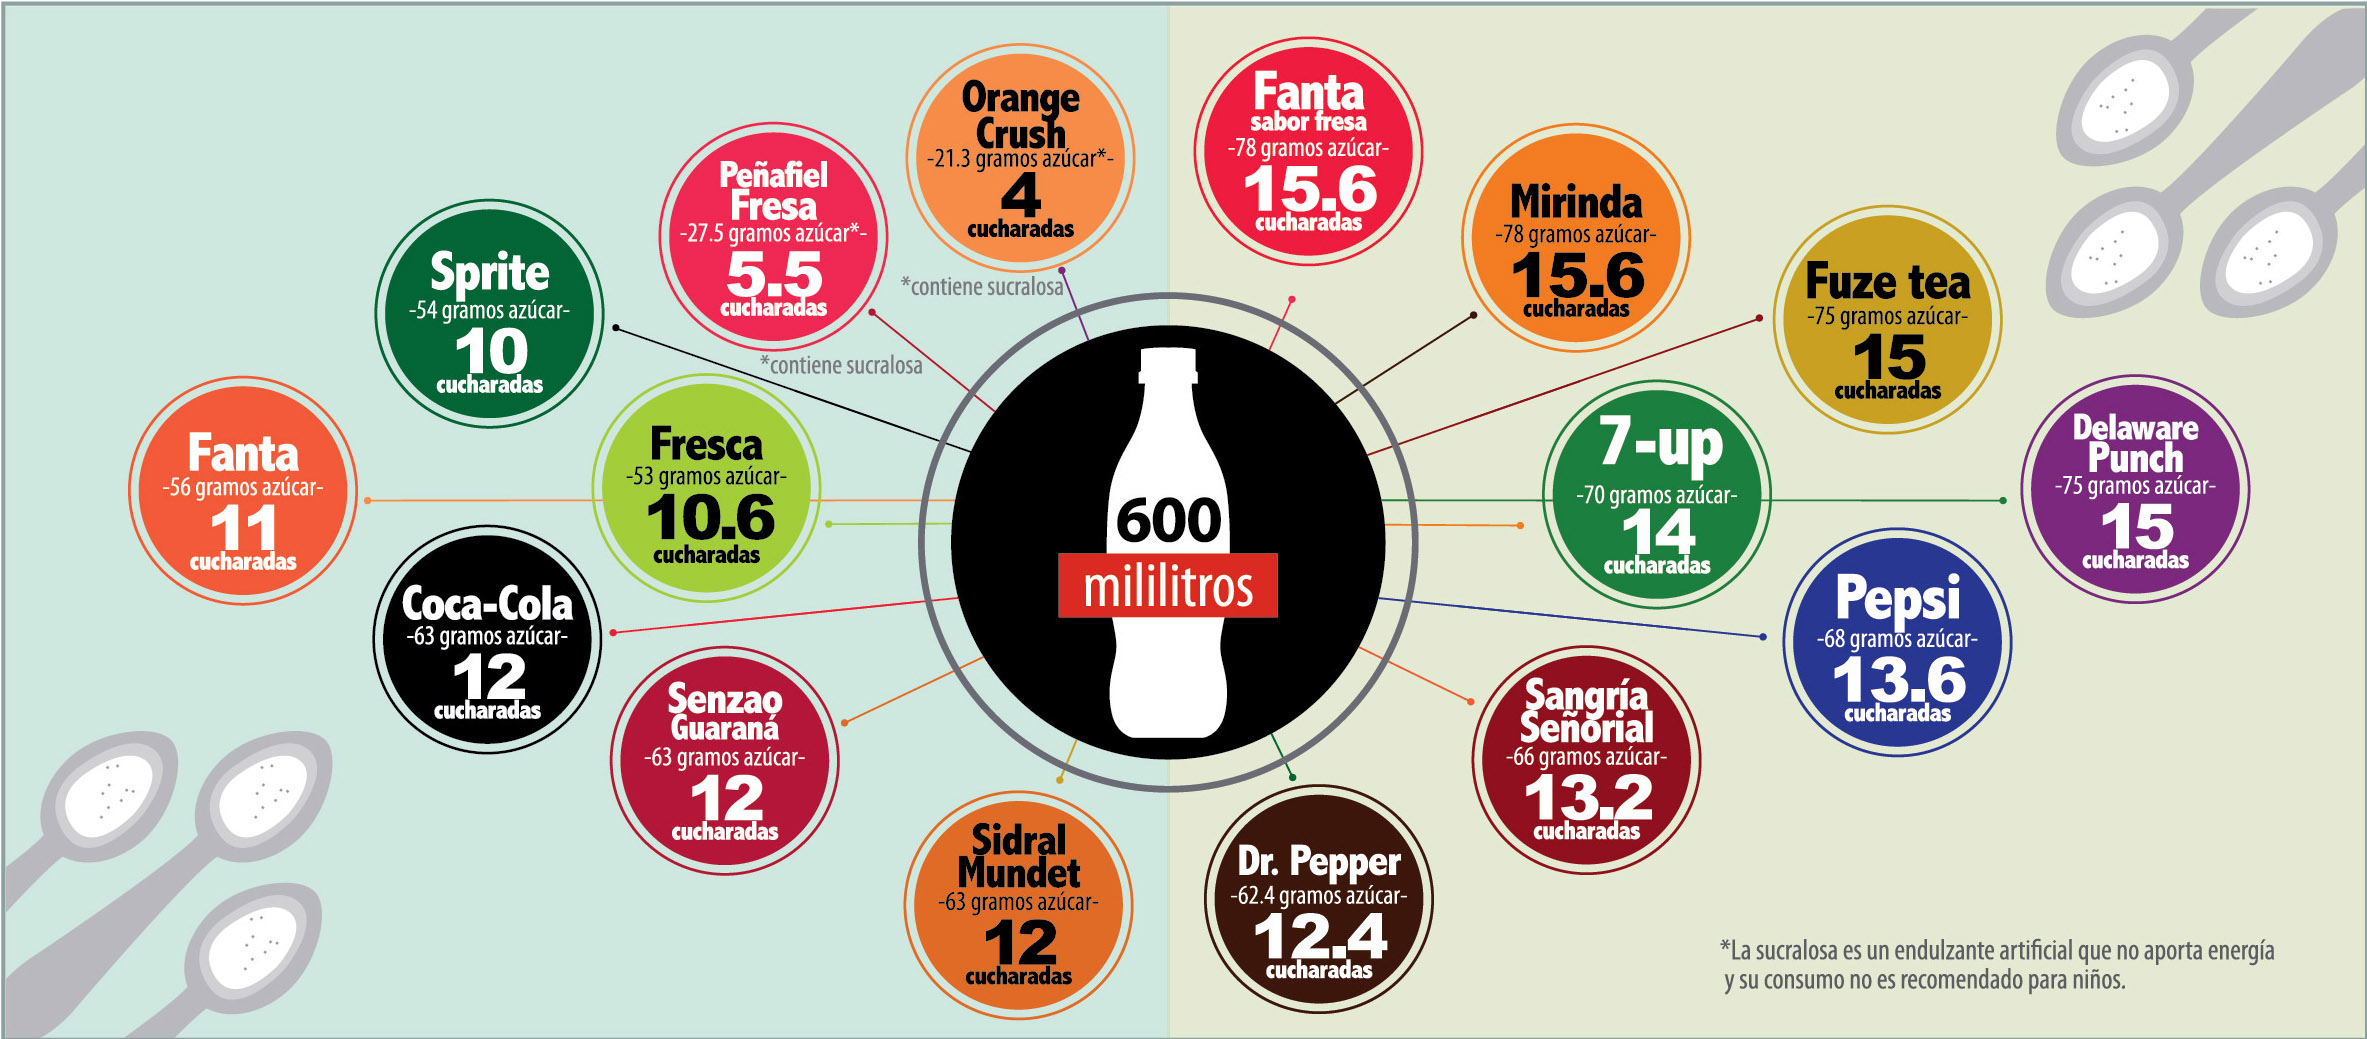 Orange
Crush
-21.3 gramos azúcar*-
4
cucharadas
*contiene sucralosa
Peñafiel
Fresa
-27.5 gramos azúcar*-
5.5
cucharadas
*contiene sucralosa
Sprite
-54 gramos azúcar-
10
cucharadas
Fanta
-56 gramos azúcar-
11
cucharadas
Fresca
-53 gramos azúcar-
10.6
cucharadas
Coca-Cola
-63 gramos azúcar-
12
cucharadas
Senzao
Guaraná
-63 gramos azúcar-
12
cucharadas
Sidral
Mundet
-63 gramos azúcar-
12
cucharadas
600
mililitros
Fanta
sabor fresa
-78 gramos azúcar-
15.6
cucharadas
Mirinda
-78 gramos azúcar-
15.6
cucharadas
Fuze tea
-75 gramos azúcar-
15
cucharadas
7-up
-70 gramos azúcar-
14
cucharadas
Delaware
Punch
-75 gramos azúcar-
15
cucharadas
Pepsi
-68 gramos azúcar-
13.6
cucharadas
Sangría
Señorial
-66 gramos azúcar-
13.2
cucharadas
Dr. Pepper
-62.4 gramos azúcar-
12.4
cucharadas
*La sucralosa es un endulzante artificial que no aporta energía
y su consumo no es recomendado para niños.